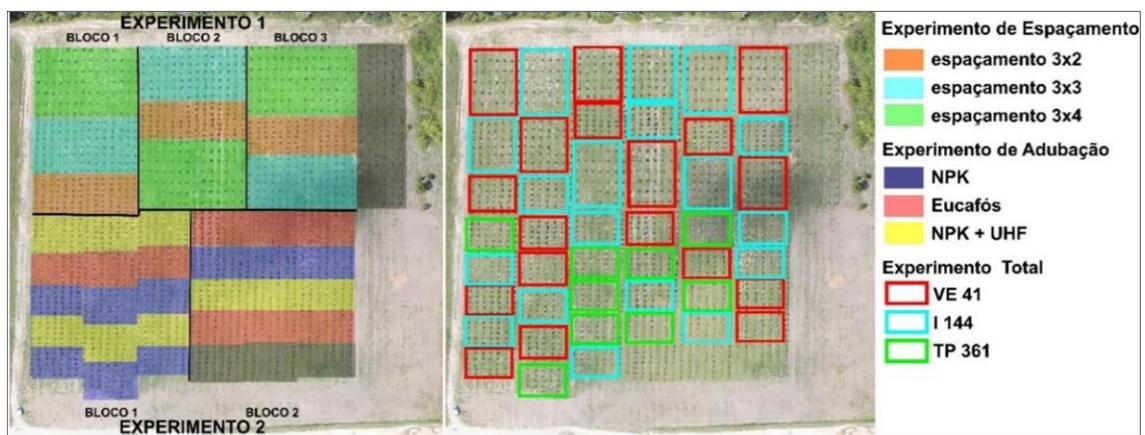 EXPERIMENTO 1
BLOCO 1
BLOCO 2
BLOCO 3
BLOCO 1
BLOCO 2
EXPERIMENTO 2
Experimento de Espaçamento
espaçamento 3x2
espaçamento 3x3
espaçamento 3x4
Experimento de Adubação
NPK
Eucafós
NPK + UHF
Experimento Total
VE 41
I 144
TP 361